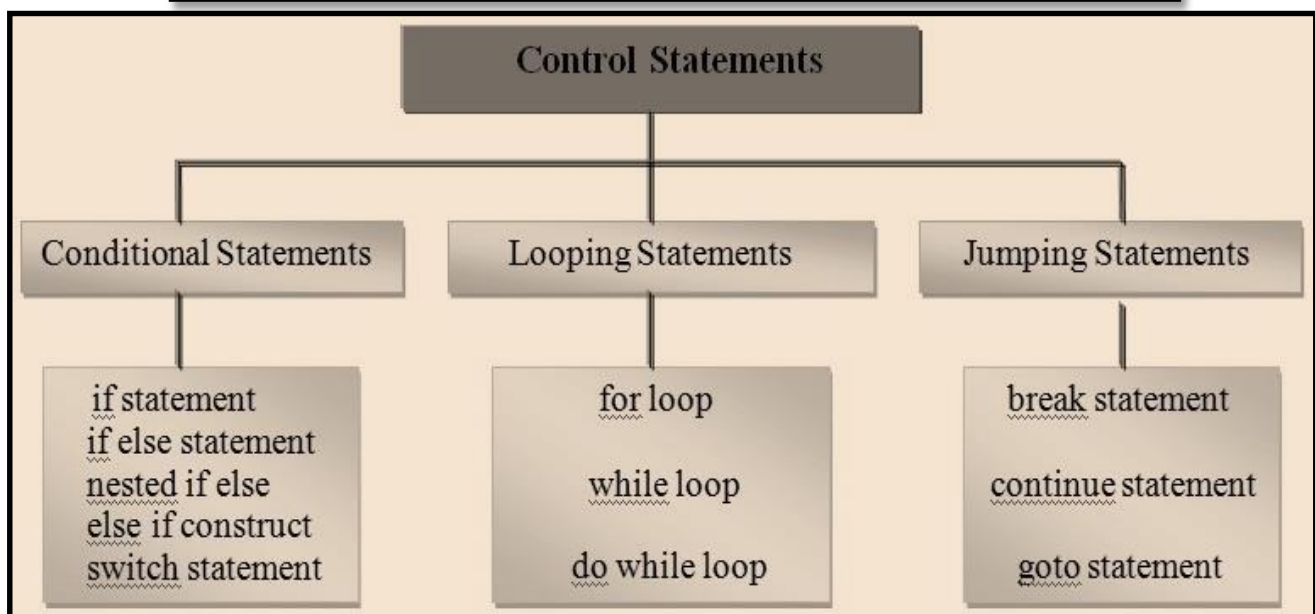 Control Statements
Conditional Statements
Looping Statements
Jumping Statements
if statement
if else statement
nested if else
else if construct
switch statement
for loop
while loop
do while loop
break statement
continue statement
goto statement